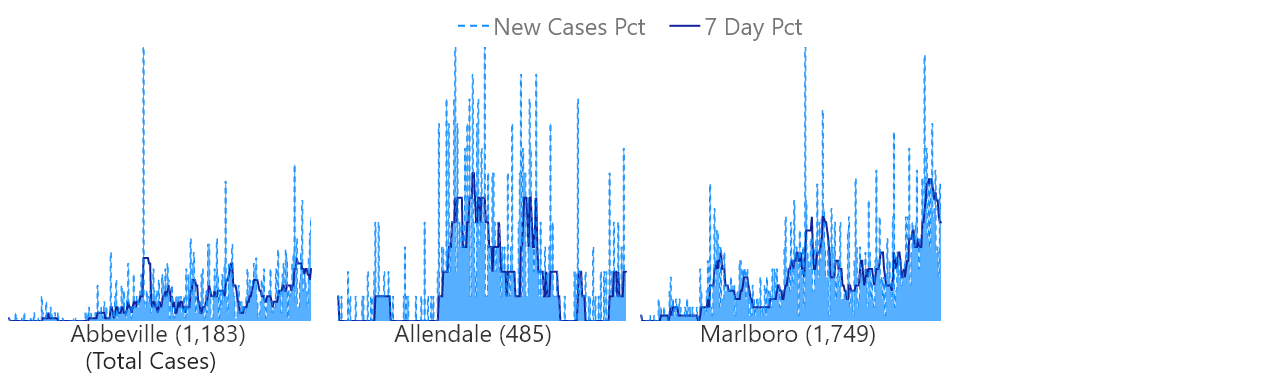 New Cases Pct 7 Day Pct
Abbeville (1,183) Allendale (485) Marlboro (1,749)
(Total Cases)